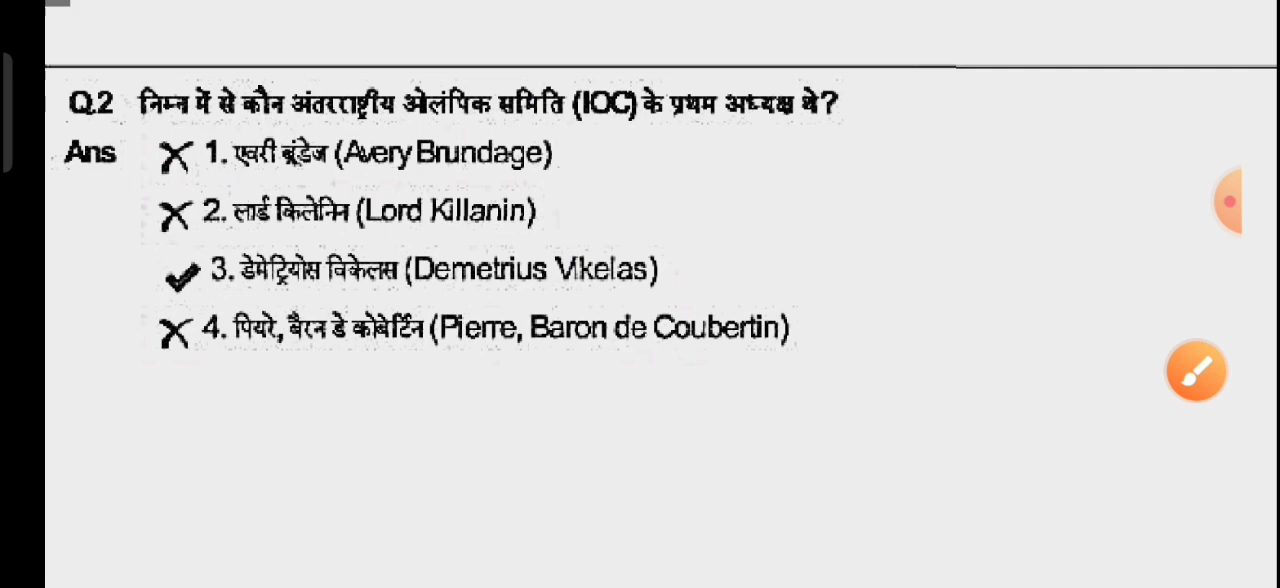 Q.2 निम्न में से कौन अंतरराष्ट्रीय ओलंपिक समिति (IOC) के प्रथम अध्यक्ष थे?
Ans 1. एवरी ब्रूंडेज (Avery Brundage)
2. लार्ड किलेनिन (Lord Killanin)
3. डेमेट्रियोस विकेलस (Demetrius Vikelas)
4. पियरे, बैरन डे कोबेर्टिन (Pierre, Baron de Coubertin)